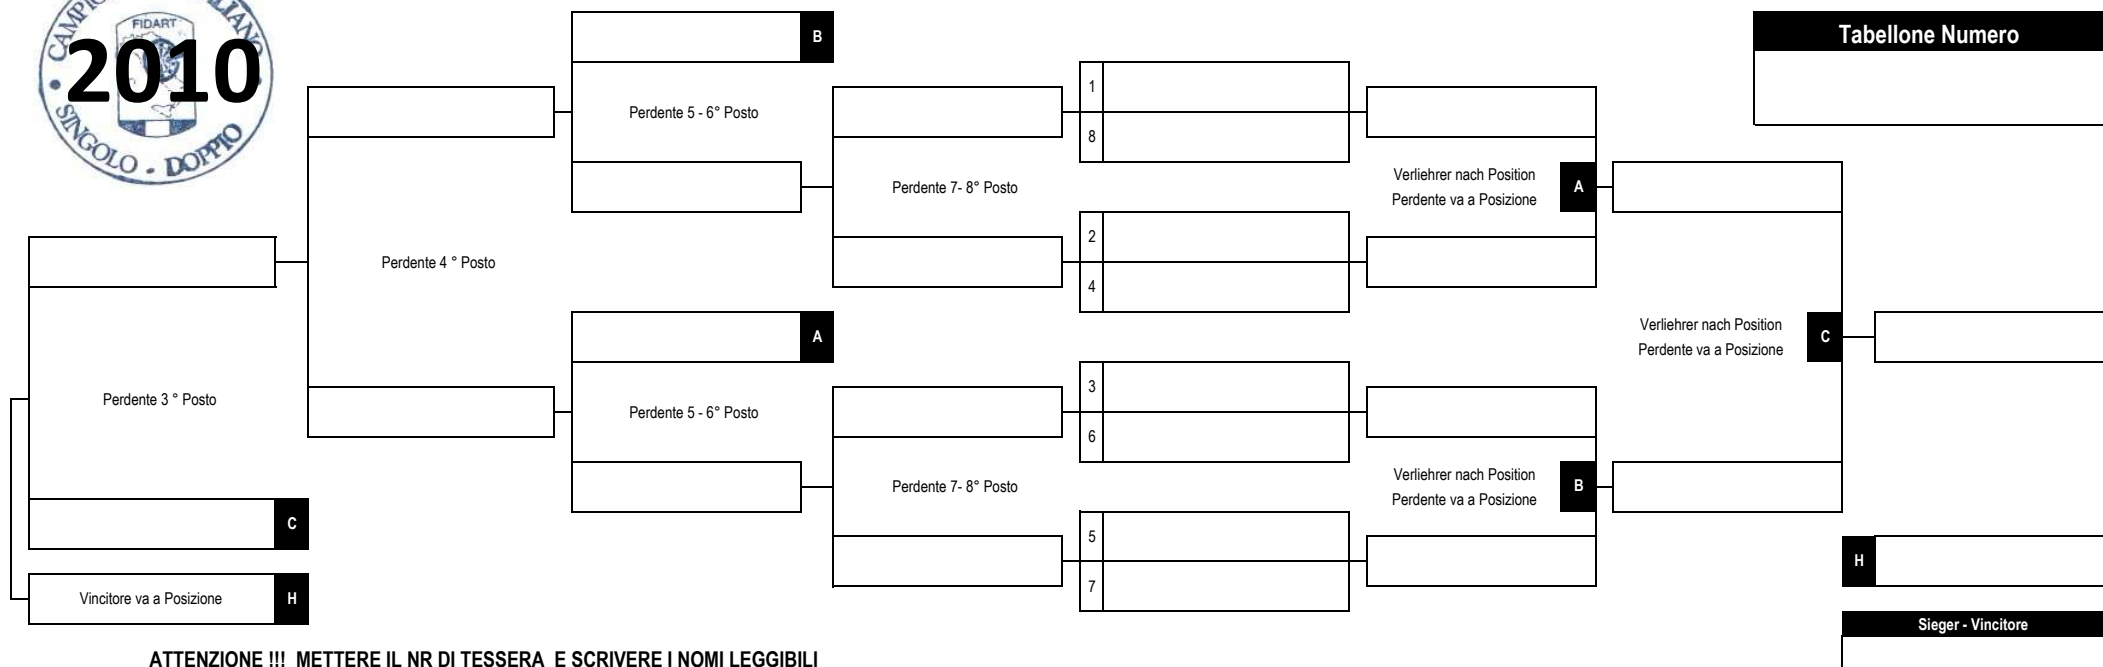 CAMPIO
LIANO
FIDART
2010
SINGOLO - DOPPIO
B
Tabellone Numero
1
Perdente 5 - 6° Posto
8
Verliehrer nach Position
Perdente 7- 8° Posto
A
Perdente va a Posizione
2
Perdente 4 ° Posto
4
A
Verliehrer nach Position
C
Perdente va a Posizione
3
Perdente 3 ° Posto
Perdente 5 - 6° Posto
6
Verliehrer nach Position
Perdente 7- 8° Posto
B
Perdente va a Posizione
C
5
H
7
Vincitore va a Posizione
H
Sieger - Vincitore
ATTENZIONE !!! METTERE IL NR DI TESSERA E SCRIVERE I NOMI LEGGIBILI